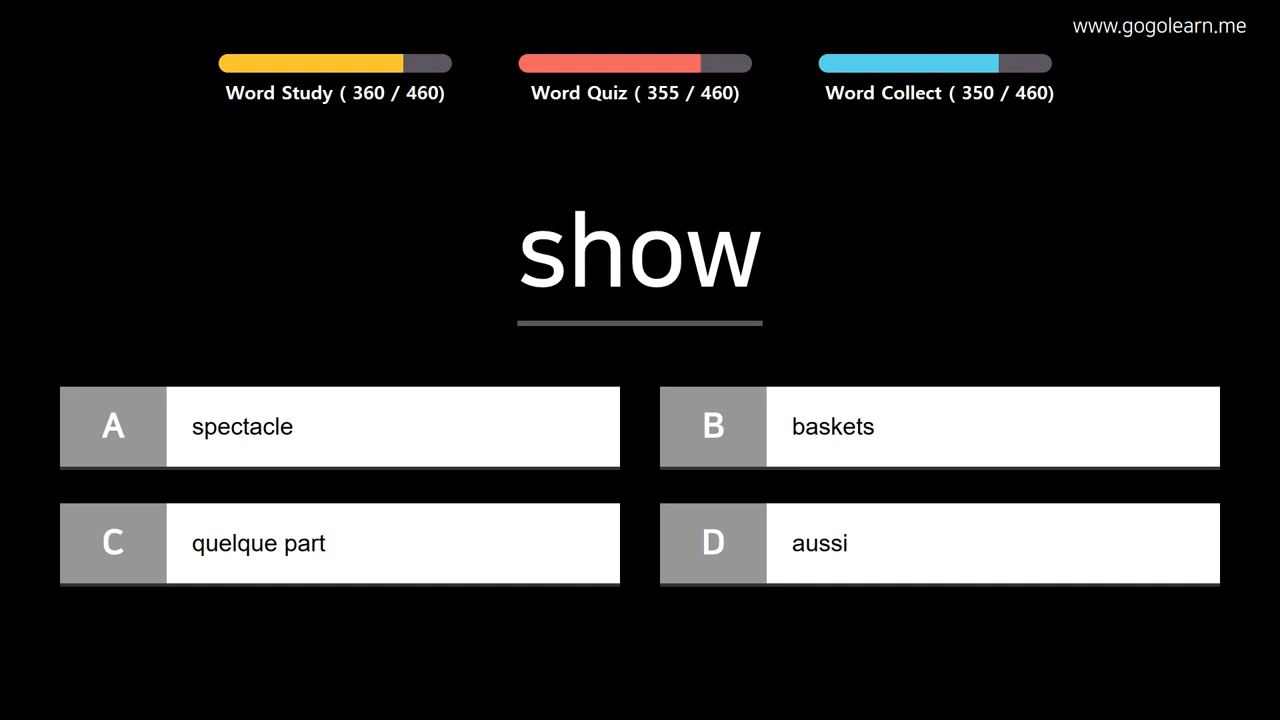 www.gogolearn.me
Word Study ( 360 / 460)
Word Quiz ( 355 / 460)
Word Collect ( 350 / 460)
show
A spectacle
B baskets
C quelque part
D aussi